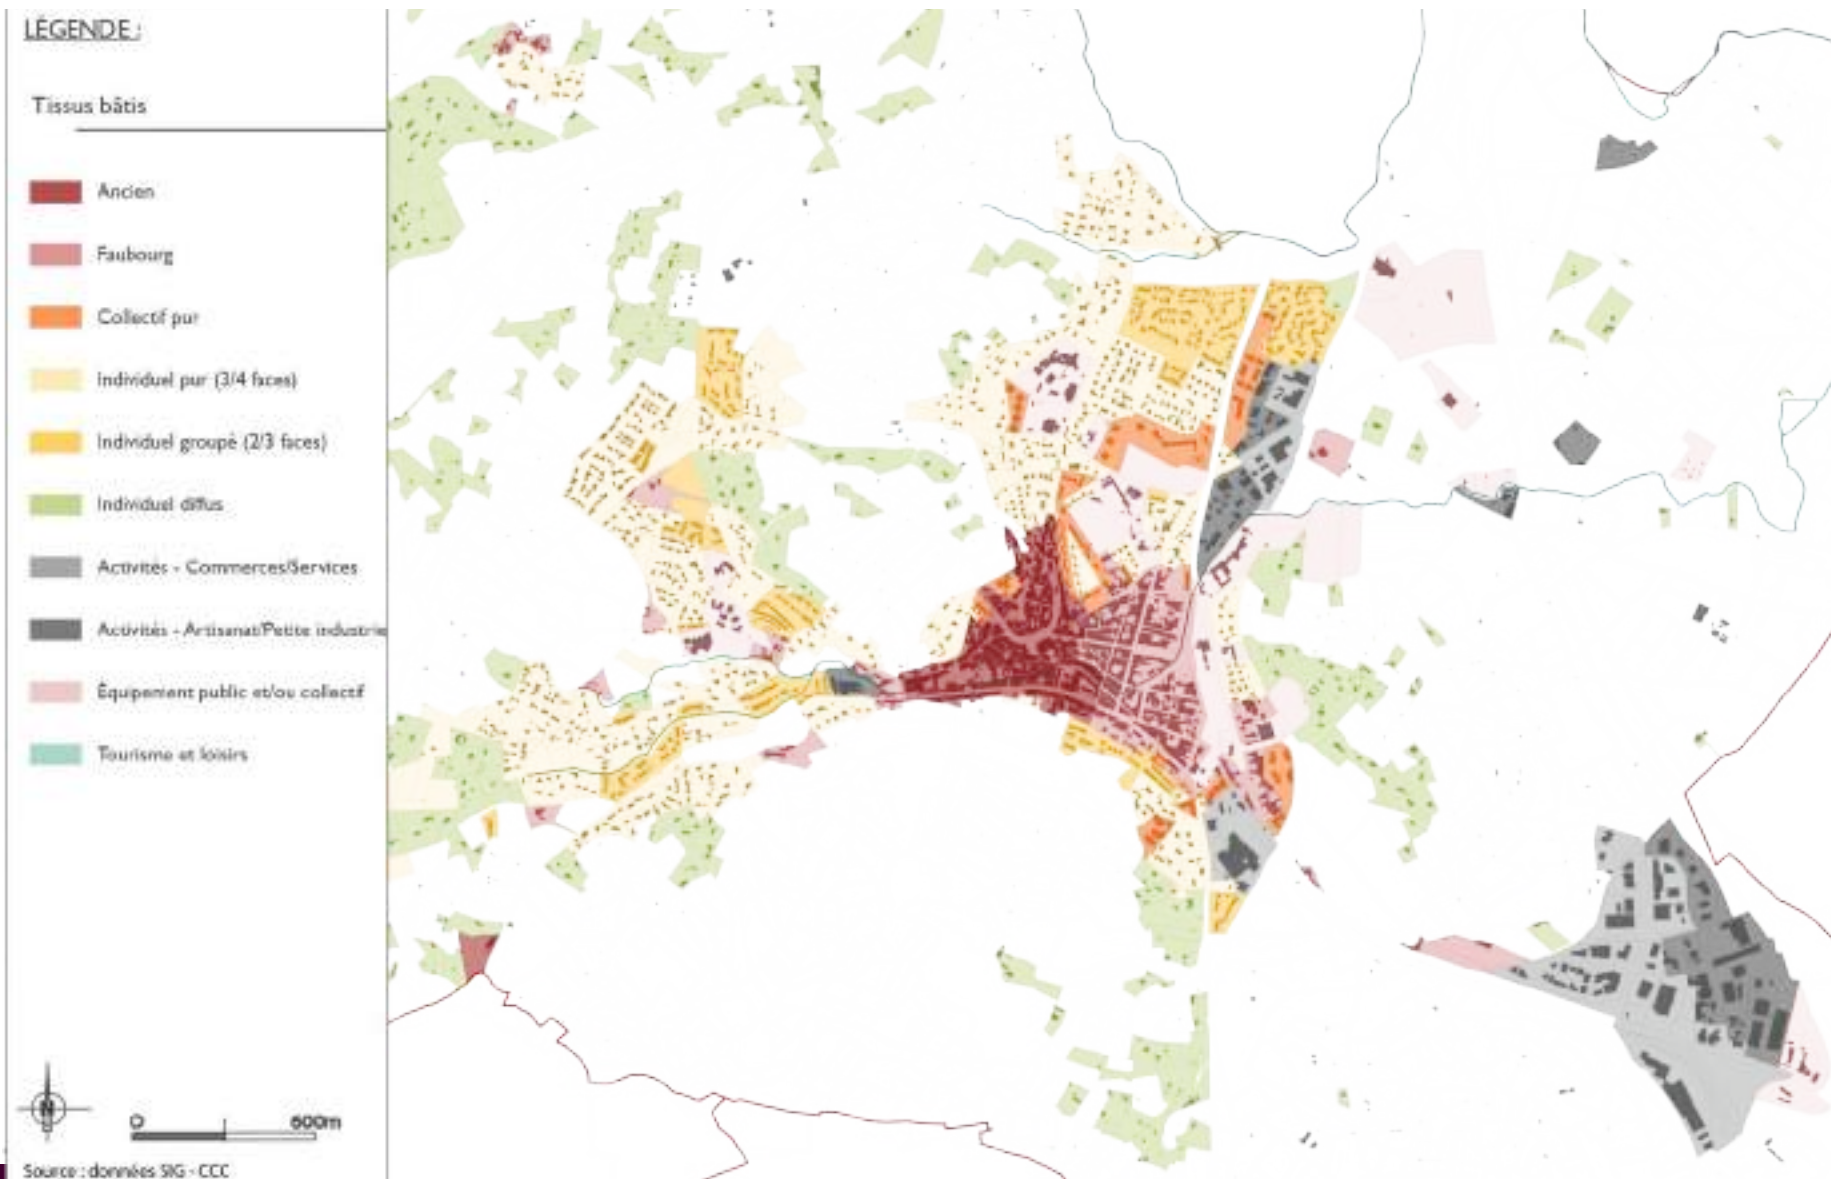 LÉGENDE :
Tissus bâtis
Ancien
Faubourg
Collectif pur
Individuel pur (3/4 faces)
Individuel groupé (2/3 faces)
Individuel diffus
Activités - Commerces/Services
Activités - Artisanat/Petite industrie
Équipement public et/ou collectif
Tourisme et loisirs
N
0 600m
Source : données SIG - CCC